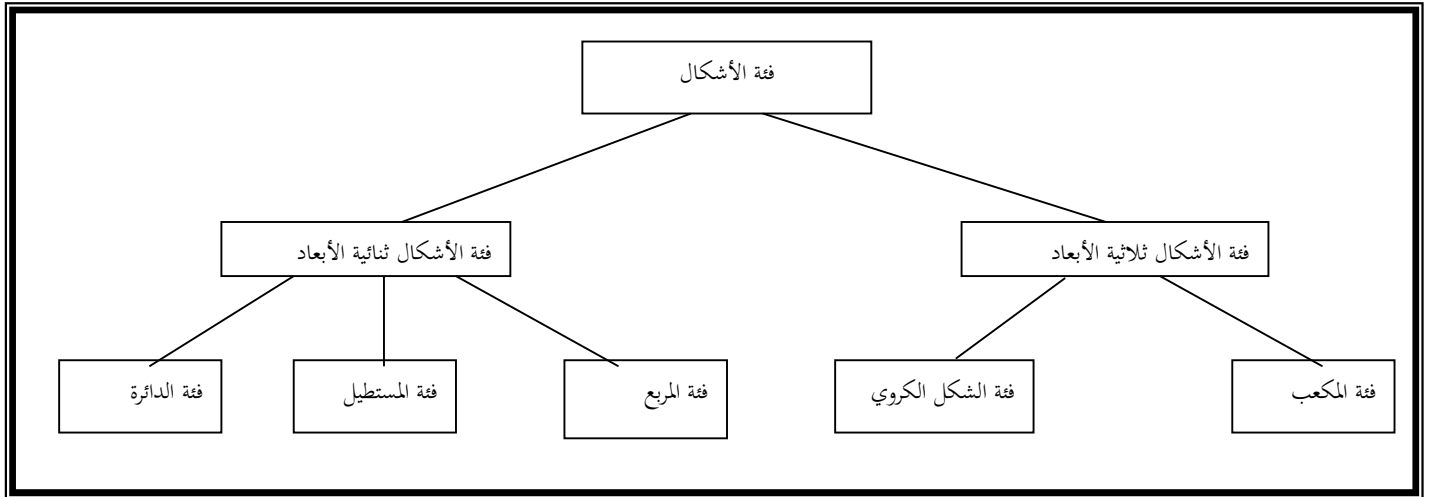 فئة الأشكال
فئة الأشكال ثلاثية الأبعاد
فئة الأشكال ثنائية الأبعاد
فئة المكعب
فئة الشكل الكروي
فئة المربع
فئة المستطيل
فئة الدائرة